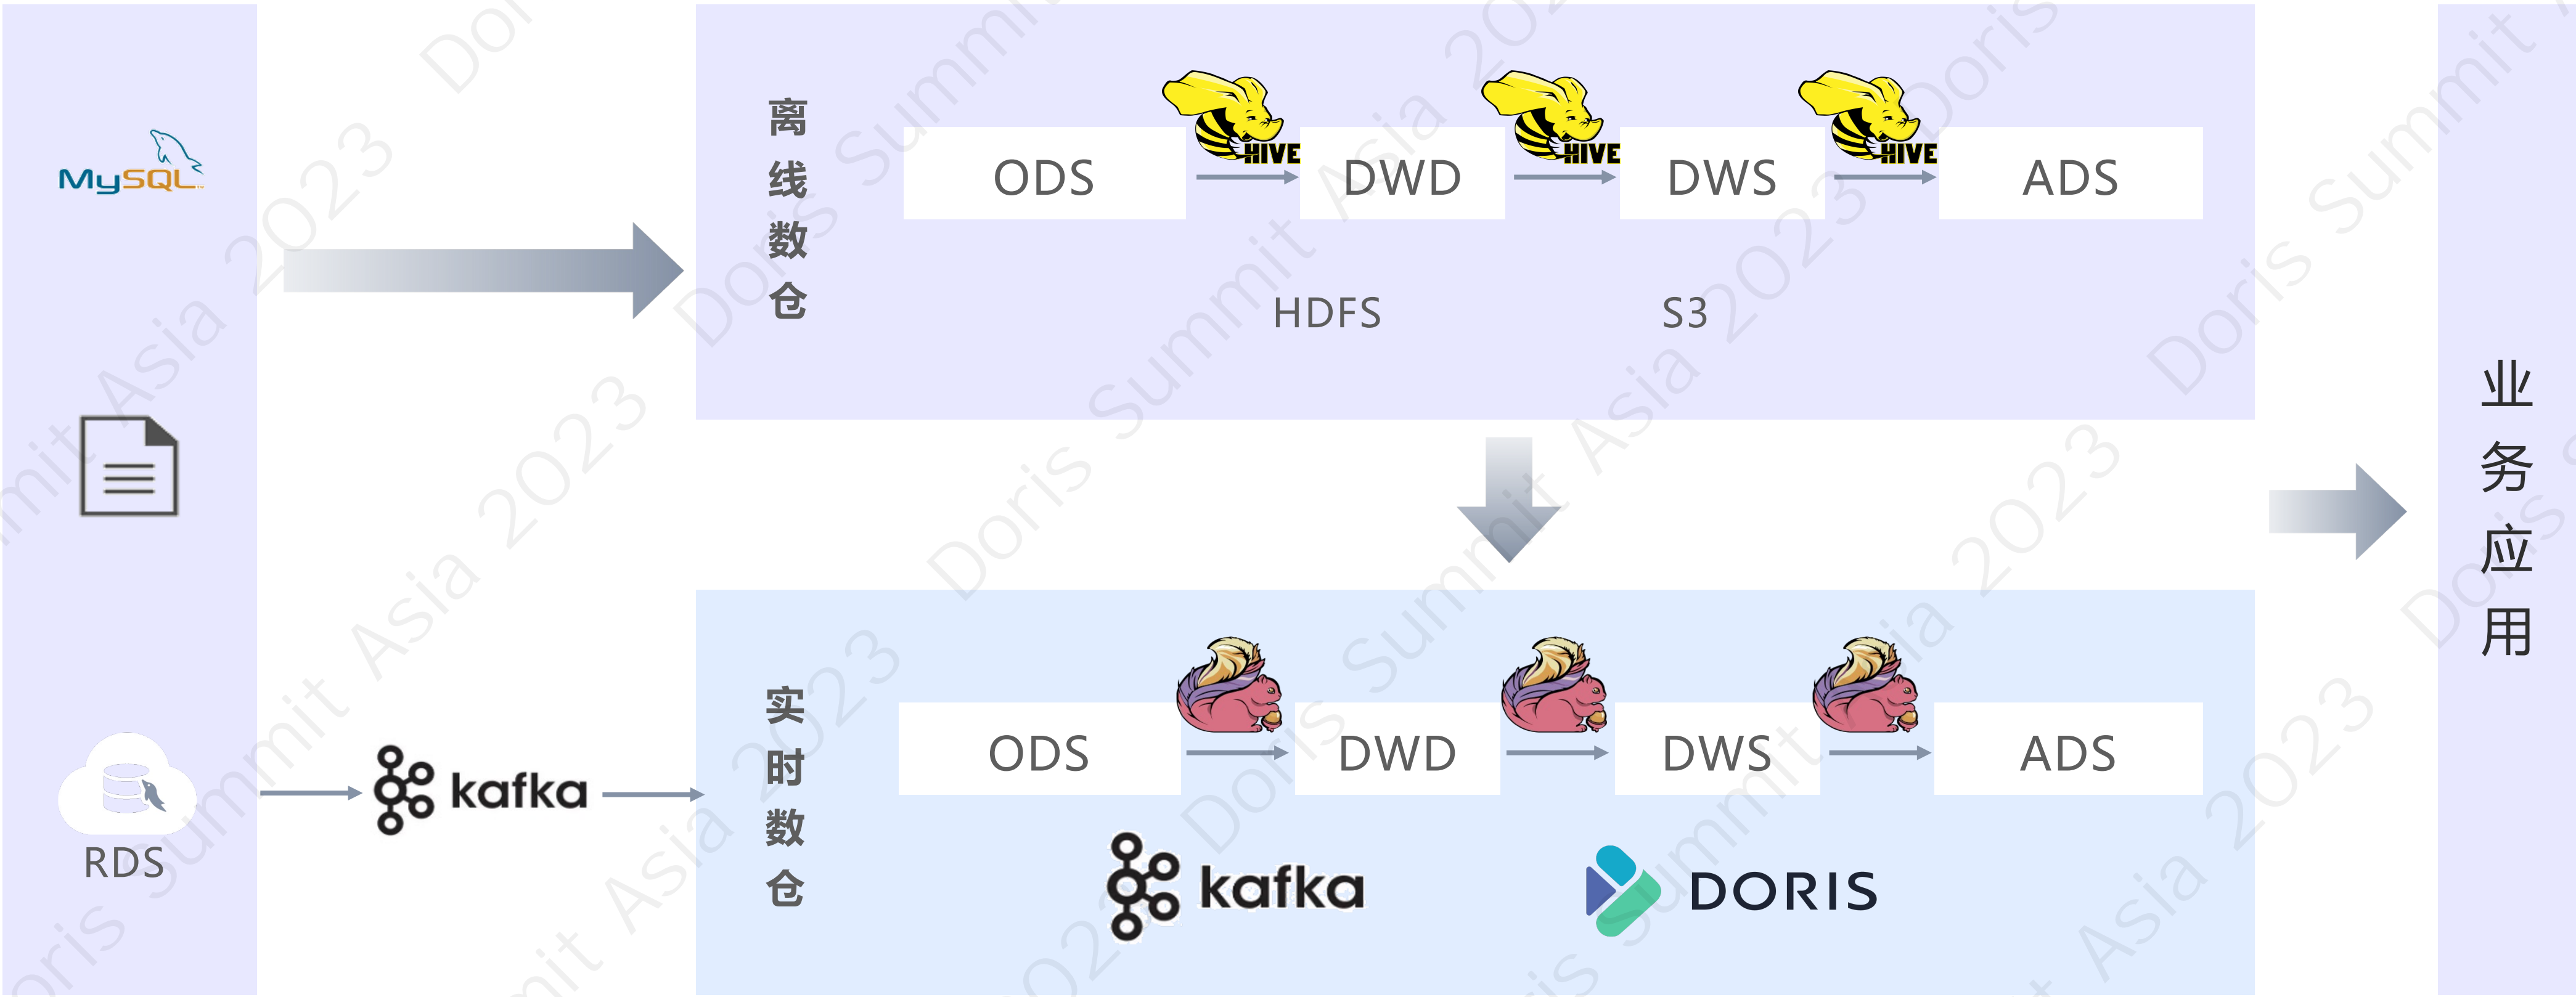 MySQL
RDS
kafka
离线数仓
ODS
HIVE
DWD
HIVE
DWS
HIVE
ADS
HDFS
S3
实时数仓
ODS
DWD
DWS
ADS
kafka
DORIS
业务应用
Doris Summit Asia 2023